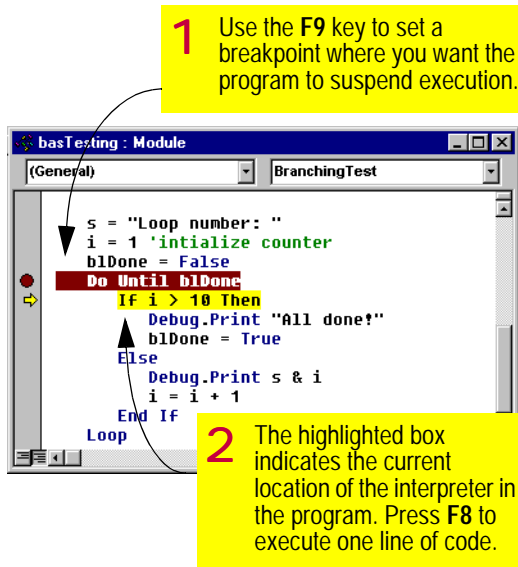 1 Use the F9 key to set a
breakpoint where you want the
program to suspend execution.
basTesting : Module
(General) BranchingTest
s = "Loop number: "
i = 1 'intialize counter
blDone = False
Do Until blDone
If i > 10 Then
Debug.Print "All done!"
blDone = True
Else
Debug.Print s & i
i = i + 1
End If
Loop
2 The highlighted box
indicates the current
location of the interpreter in
the program. Press F8 to
execute one line of code.